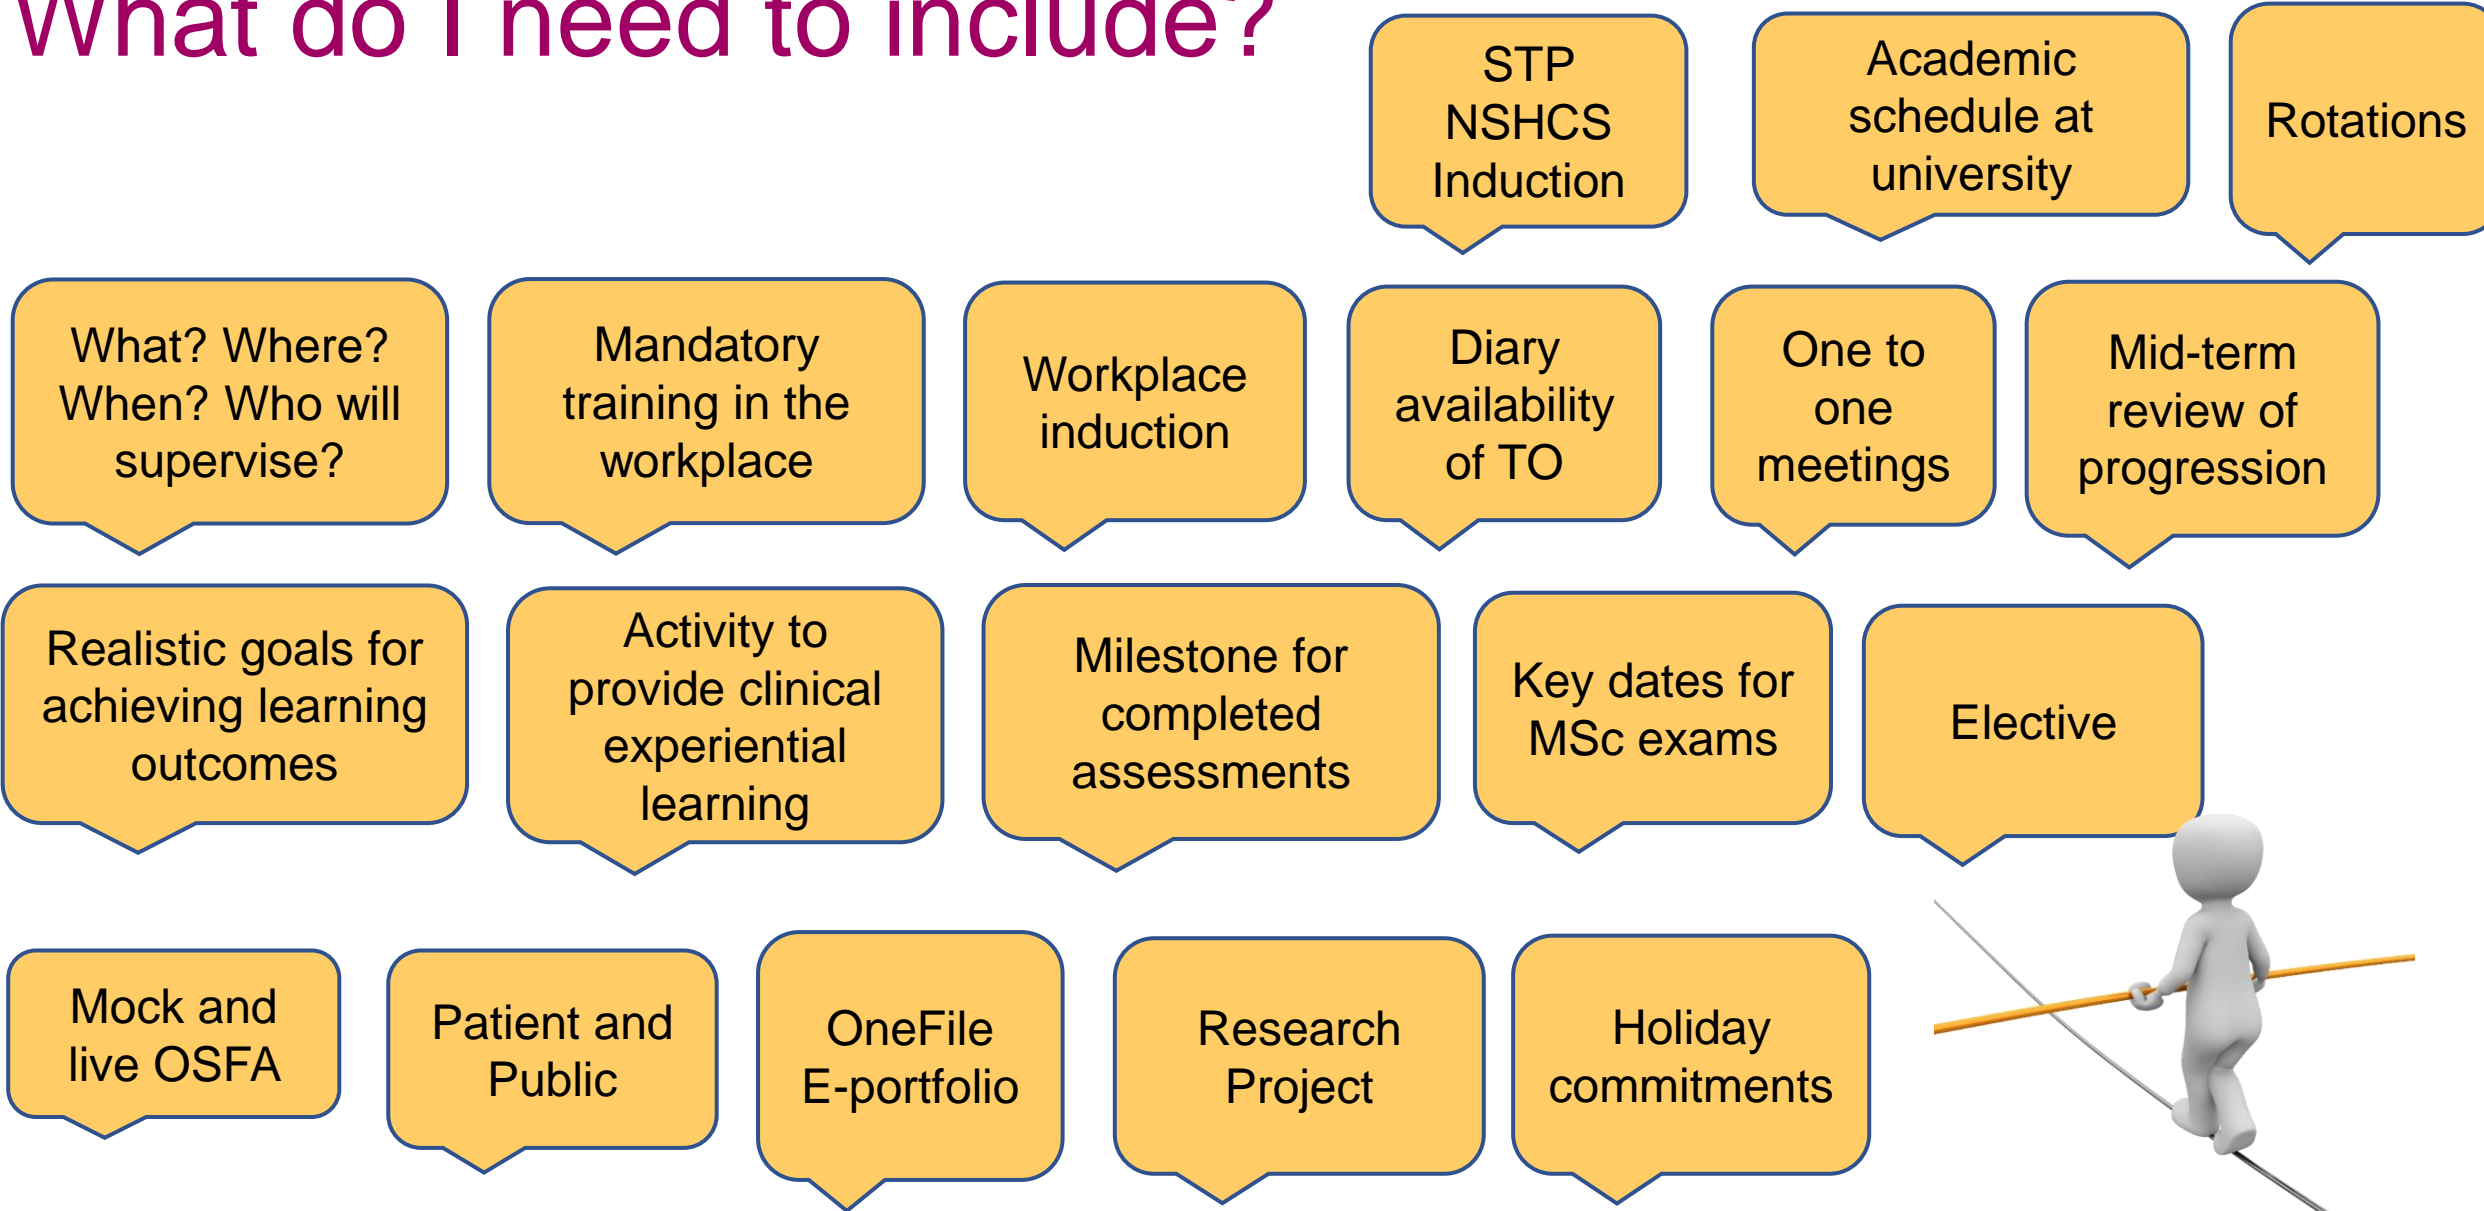 What do I need to include?
STP
NSHCS
Induction
Academic
schedule at
university
Rotations
What? Where?
When? Who will
supervise?
Mandatory
training in the
workplace
Workplace
induction
Diary
availability
of TO
One to
one
meetings
Mid-term
review of
progression
Realistic goals for
achieving learning
outcomes
Activity to
provide clinical
experiential
learning
Milestone for
completed
assessments
Key dates for
MSc exams
Elective
Mock and
live OSFA
Patient and
Public
OneFile
E-portfolio
Research
Project
Holiday
commitments